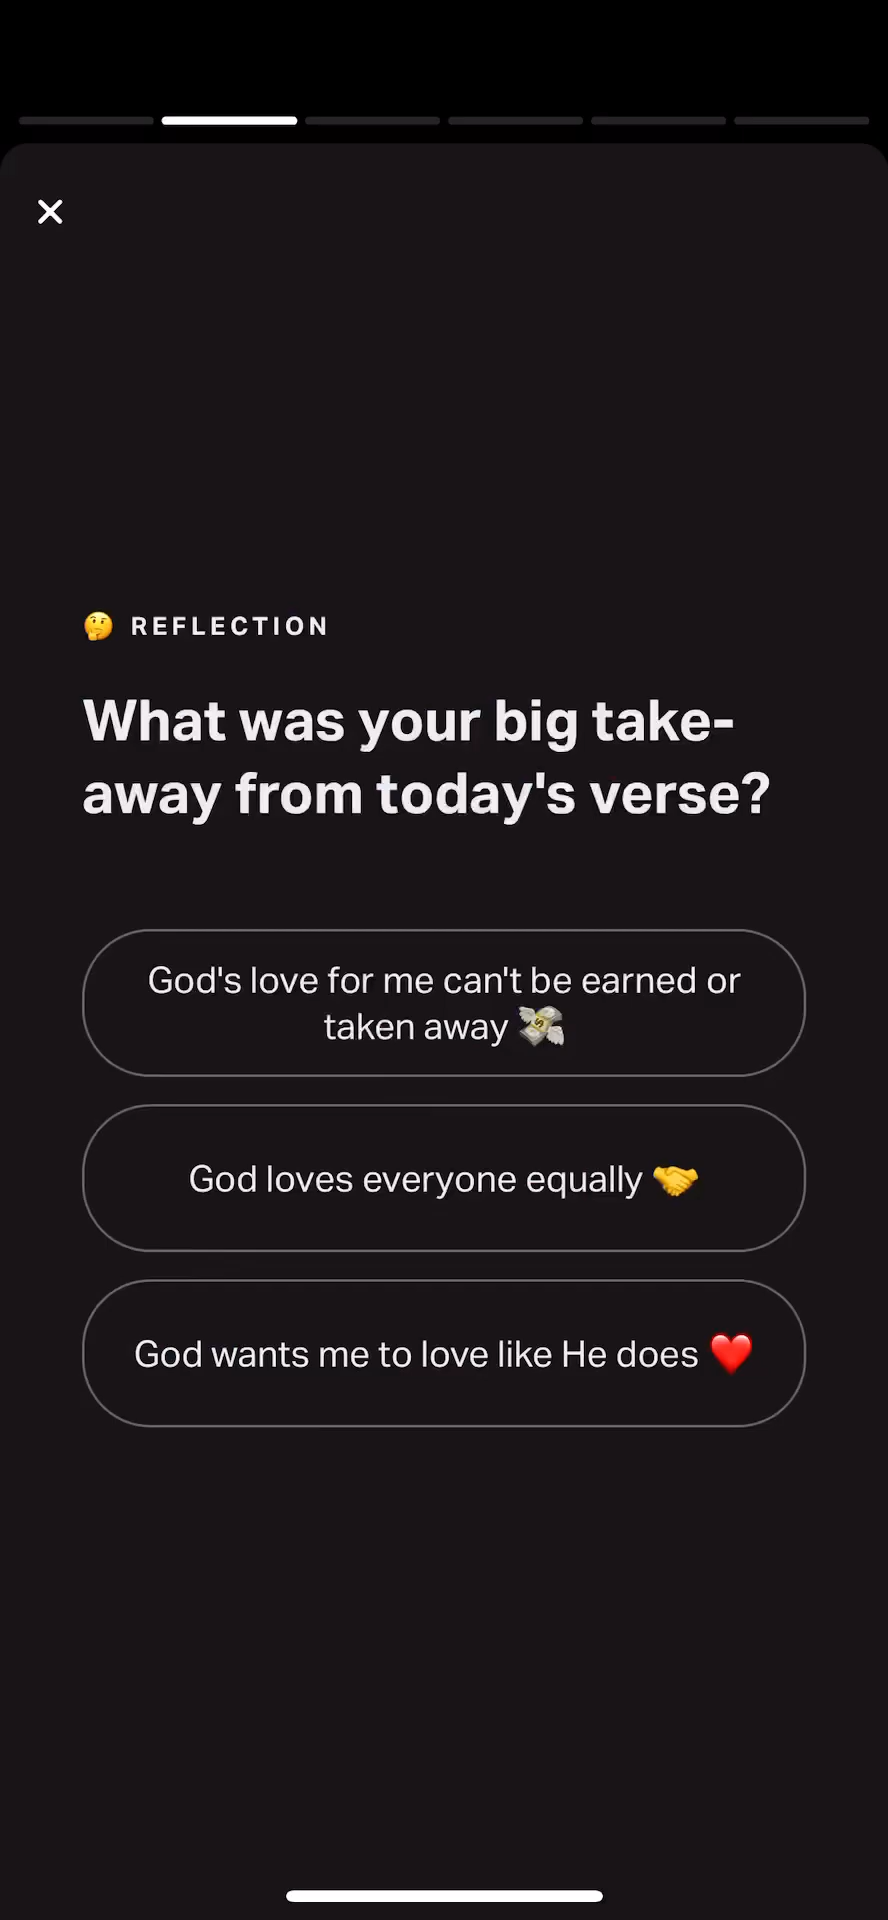 🤔 REFLECTION
What was your big take-
away from today's verse?
God's love for me can't be earned or
taken away 💸
God loves everyone equally 🤝
God wants me to love like He does ❤️